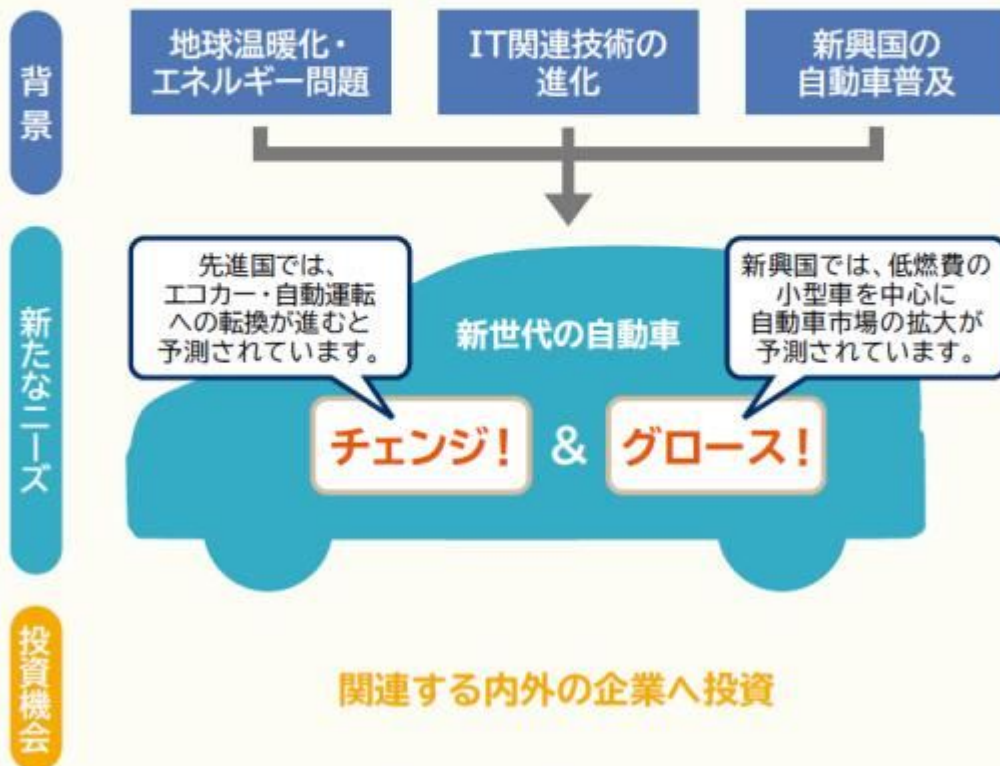 背景
地球温暖化・
エネルギー問題
IT関連技術の
進化
新興国の
自動車普及
新たなニーズ
先進国では、
エコカー・自動運転
への転換が進むと
予測されています。
新世代の自動車
新興国では、低燃費の
小型車を中心に
自動車市場の拡大が
予測されています。
チェンジ! & グロース!
投資機会
関連する内外の企業へ投資